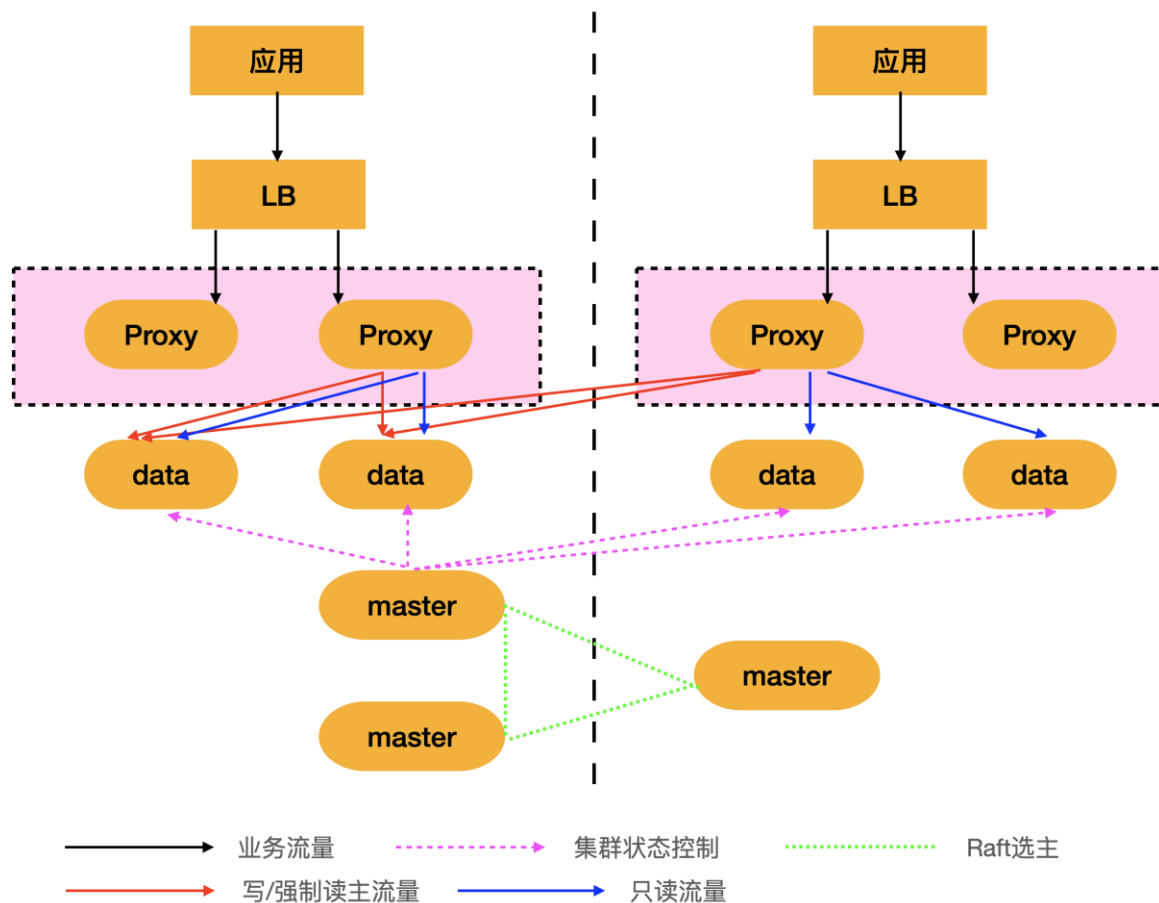 应用
应用
LB
LB
Proxy
Proxy
Proxy
Proxy
data
data
data
data
master
master
master
业务流量
集群状态控制
Raft选主
写/强制读主流量
只读流量